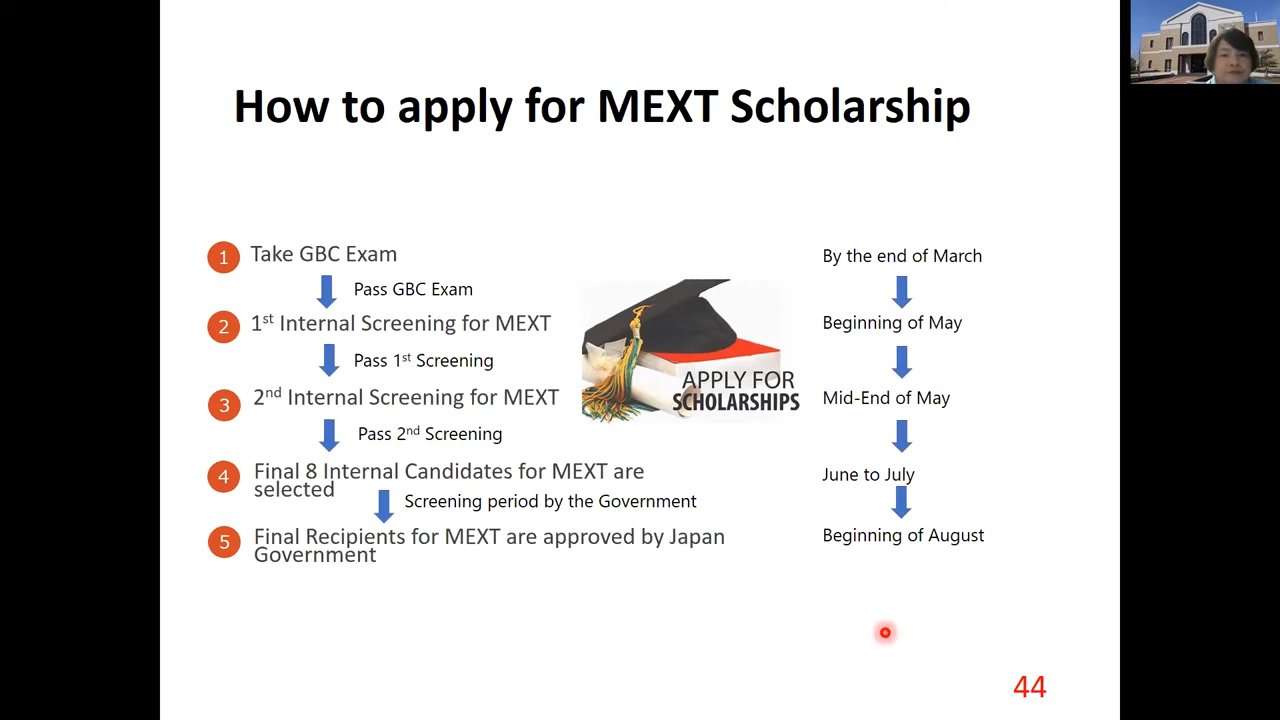 How to apply for MEXT Scholarship
1 Take GBC Exam
By the end of March
Pass GBC Exam
2 1st Internal Screening for MEXT
Beginning of May
Pass 1st Screening
3 2nd Internal Screening for MEXT
Mid-End of May
Pass 2nd Screening
4 Final 8 Internal Candidates for MEXT are
selected
June to July
Screening period by the Government
5 Final Recipients for MEXT are approved by Japan
Government
Beginning of August
APPLY FOR
SCHOLARSHIPS
44